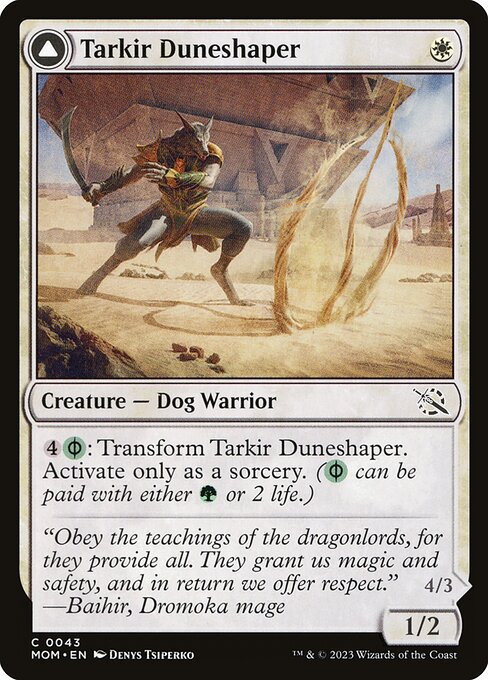 Tarkir Duneshaper
Creature — Dog Warrior
4 : Transform Tarkir Duneshaper.
Activate only as a sorcery. ( can be
paid with either or 2 life.)
“Obey the teachings of the dragonlords, for
they provide all. They grant us magic and
safety, and in return we offer respect.”
—Baihir, Dromoka mage
4/3
1/2
C 0043
MOM • EN Denys Tsiperko
™ & © 2023 Wizards of the Coast